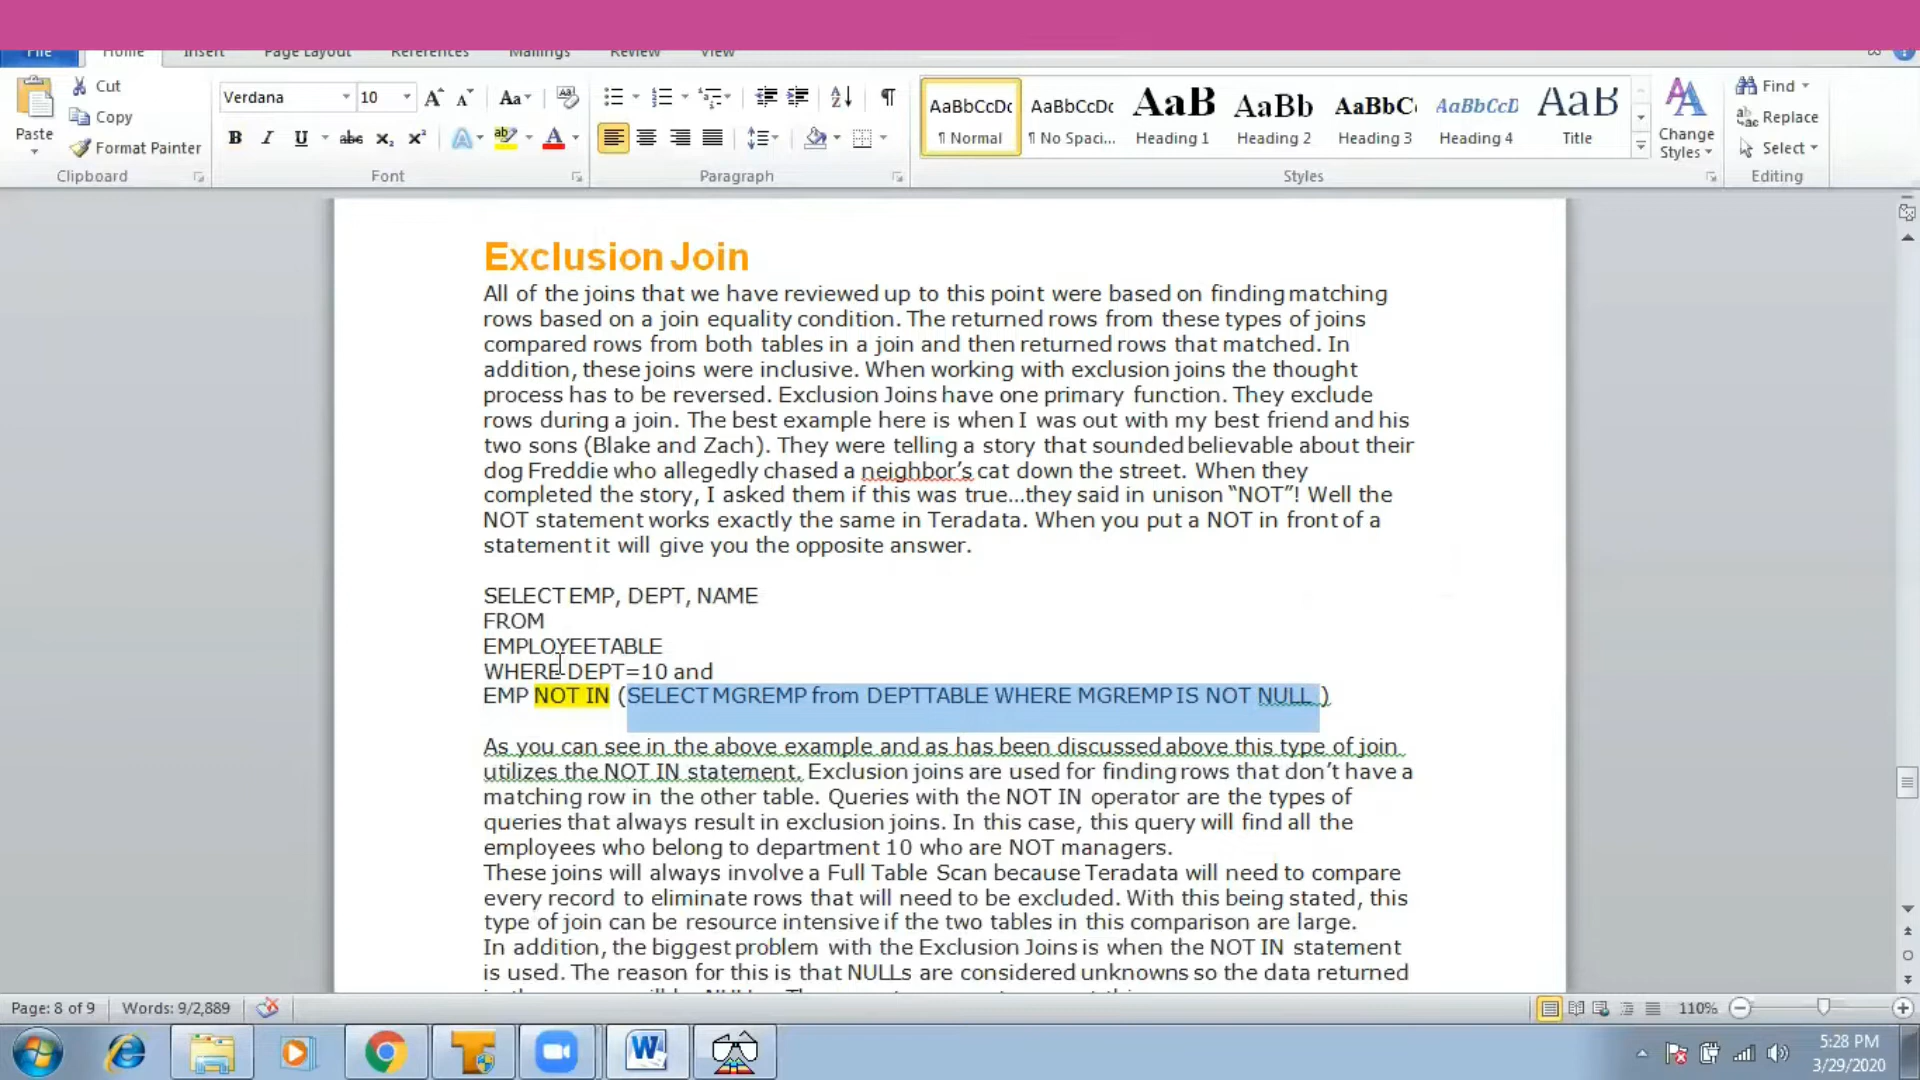 File Home Insert Page Layout References Mailings Review View
Paste
Cut
Copy
Format Painter
Clipboard
Verdana 10
Font
Paragraph
AaBbCcDc ¶ Normal
AaBbCcDc ¶ No Spaci...
AaB Heading 1
AaBb Heading 2
AaBbC Heading 3
AaBbCcD Heading 4
AaB Title
Change Styles
Styles
Find
Replace
Select
Editing
Exclusion Join
All of the joins that we have reviewed up to this point were based on finding matching
rows based on a join equality condition. The returned rows from these types of joins
compared rows from both tables in a join and then returned rows that matched. In
addition, these joins were inclusive. When working with exclusion joins the thought
process has to be reversed. Exclusion Joins have one primary function. They exclude
rows during a join. The best example here is when I was out with my best friend and his
two sons (Blake and Zach). They were telling a story that sounded believable about their
dog Freddie who allegedly chased a neighbor’s cat down the street. When they
completed the story, I asked them if this was true…they said in unison “NOT”! Well the
NOT statement works exactly the same in Teradata. When you put a NOT in front of a
statement it will give you the opposite answer.
SELECT EMP, DEPT, NAME
FROM
EMPLOYEETABLE
WHERE DEPT=10 and
EMP NOT IN (SELECT MGREMP from DEPTTABLE WHERE MGREMP IS NOT NULL )
As you can see in the above example and as has been discussed above this type of join
utilizes the NOT IN statement. Exclusion joins are used for finding rows that don’t have a
matching row in the other table. Queries with the NOT IN operator are the types of
queries that always result in exclusion joins. In this case, this query will find all the
employees who belong to department 10 who are NOT managers.
These joins will always involve a Full Table Scan because Teradata will need to compare
every record to eliminate rows that will need to be excluded. With this being stated, this
type of join can be resource intensive if the two tables in this comparison are large.
In addition, the biggest problem with the Exclusion Joins is when the NOT IN statement
is used. The reason for this is that NULLs are considered unknowns so the data returned
Page: 8 of 9 Words: 9/2,889 110%
5:28 PM
3/29/2020